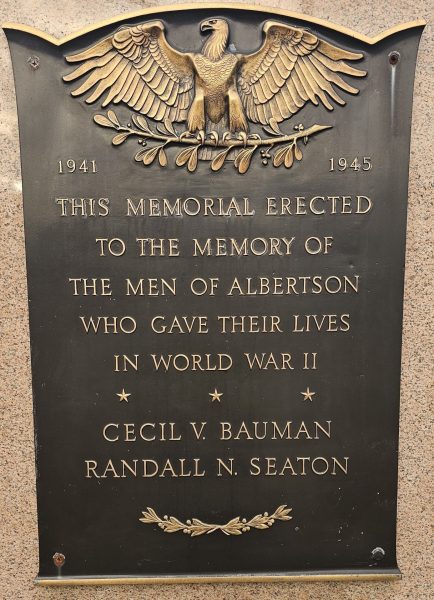 1941 1945
THIS MEMORIAL ERECTED
TO THE MEMORY OF
THE MEN OF ALBERTSON
WHO GAVE THEIR LIVES
IN WORLD WAR II
CECIL V. BAUMAN
RANDALL N. SEATON